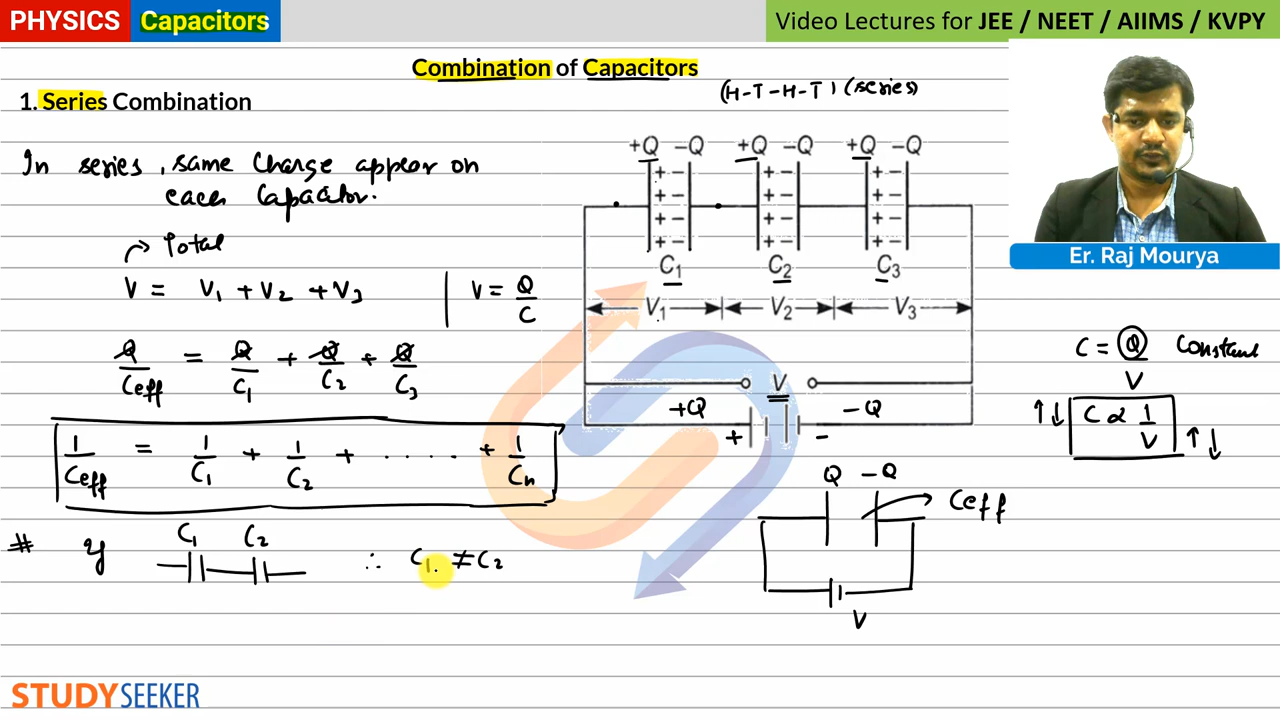 PHYSICS Capacitors
Video Lectures for JEE / NEET / AIIMS / KVPY
Combination of Capacitors
1. Series Combination
(H-T-H-T) (series)
In series, same charge appear on
each capacitor.
→ Total
V = V₁ + V₂ + V₃ | V = Q/C
Q/Ceff = Q/C₁ + Q/C₂ + Q/C₃
1/Ceff = 1/C₁ + 1/C₂ + ..... + 1/Cn
# If C₁ C₂ ∴ C₁. ≠ C₂
+Q −Q +Q −Q +Q −Q
+ − + − + −
+ − + − + −
+ − + − + −
+ − + − + −
C₁ C₂ C₃
V₁ V₂ V₃
V
+Q −Q
+ −
Q −Q
Ceff
V
Er. Raj Mourya
C = Q/V Constant
↑↓ C ∝ 1/V ↑↓
STUDYSEEKER